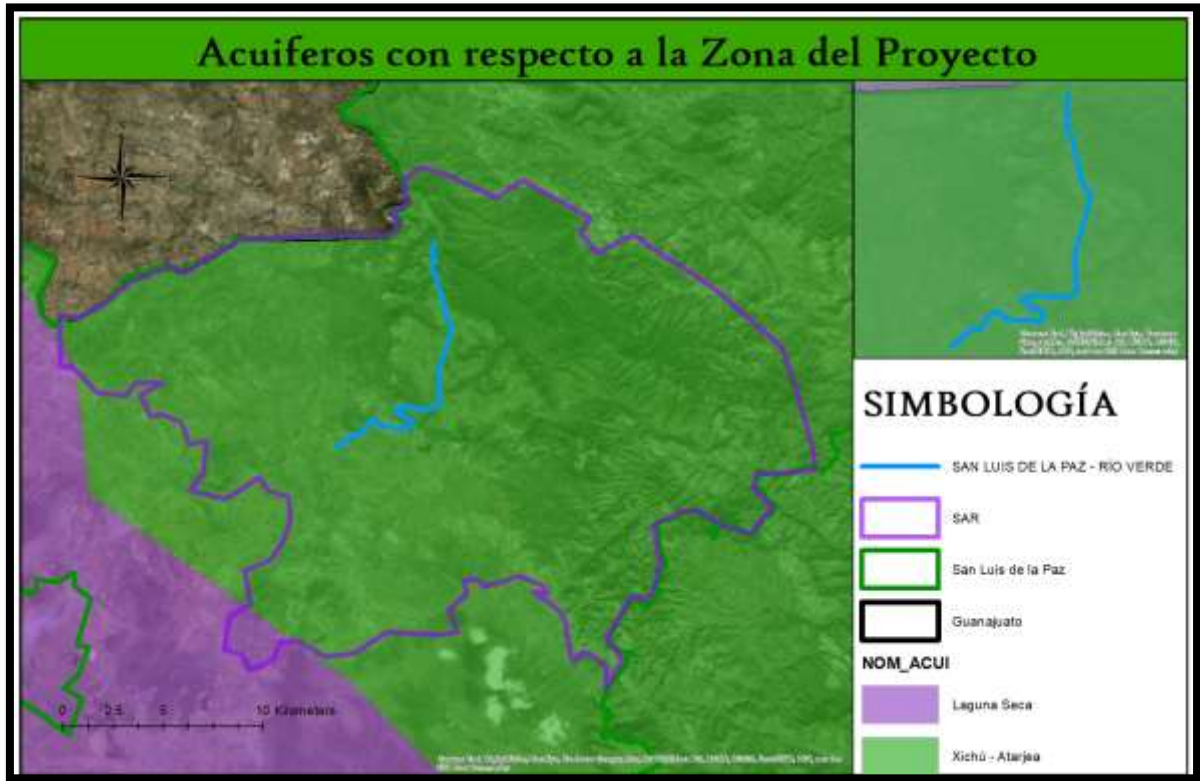 Acuiferos con respecto a la Zona del Proyecto
SIMBOLOGÍA
SAN LUIS DE LA PAZ - RÍO VERDE
SAR
San Luis de la Paz
Guanajuato
NOM_ACUI
Laguna Seca
Xichú - Atarjea
0 2.5 5 10 Kilometers